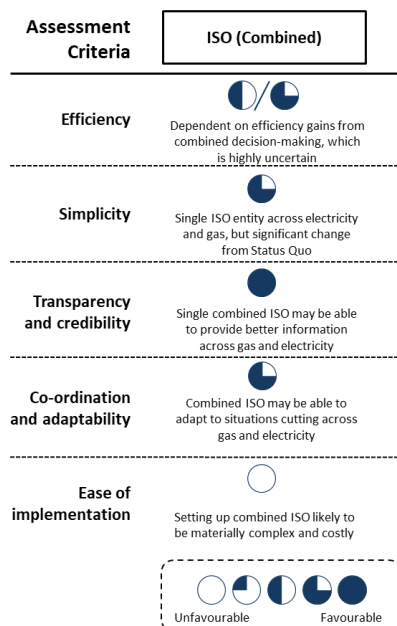 Assessment
Criteria
ISO (Combined)
Efficiency
Dependent on efficiency gains from
combined decision-making, which
is highly uncertain
Simplicity
Single ISO entity across electricity
and gas, but significant change
from Status Quo
Transparency
and credibility
Single combined ISO may be able
to provide better information
across gas and electricity
Co-ordination
and adaptability
Combined ISO may be able to
adapt to situations cutting across
gas and electricity
Ease of
implementation
Setting up combined ISO likely to
be materially complex and costly
Unfavourable Favourable